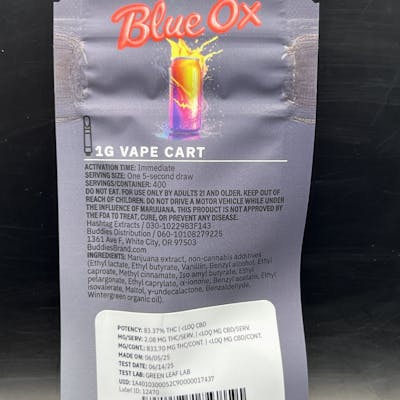 Blue Ox
1G VAPE CART
ACTIVATION TIME: Immediate
SERVING SIZE: One 5-second draw
SERVINGS/CONTAINER: 400
DO NOT EAT. FOR USE ONLY BY ADULTS 21 AND OLDER. KEEP OUT OF
REACH OF CHILDREN. DO NOT DRIVE A MOTOR VEHICLE WHILE UNDER
THE INFLUENCE OF MARIJUANA. THIS PRODUCT IS NOT APPROVED BY
THE FDA TO TREAT, CURE, OR PREVENT ANY DISEASE.
Hashtag Extracts / 030-1022983F143
Buddies Distribution / 060-10108279225
1361 Ave F, White City, OR 97503
BuddiesBrand.com
INGREDIENTS: Marijuana extract, non-cannabis additives
(Ethyl lactate, Ethyl butyrate, Vanillin, Benzyl alcohol, Ethyl
caproate, Methyl cinnamate, Iso amyl butyrate, Ethyl
pelargonate, Ethyl caprylate, α-ionone, Benzyl acetate, Ethyl
isovalerate, Maltol, γ-undecalactone, Benzaldehyde,
Wintergreen organic oil).
POTENCY: 83.37% THC | <LOQ CBD
MG/SERV: 2.08 MG THC/SERV. | <LOQ MG CBD/SERV.
MG/CONT.: 833.70 MG THC/CONT. | <LOQ MG CBD/CONT.
MADE ON: 06/05/25
TEST DATE: 06/14/25
TEST LAB: GREEN LEAF LAB
UID: 1A4010300052C90000017437
Label ID: 12470